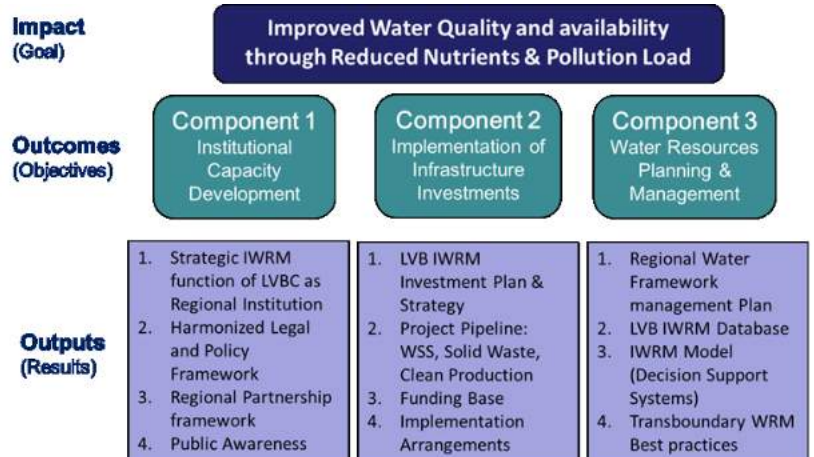 Impact
(Goal)
Improved Water Quality and availability
through Reduced Nutrients & Pollution Load
Outcomes
(Objectives)
Component 1
Institutional
Capacity
Development
Component 2
Implementation of
Infrastructure
Investments
Component 3
Water Resources
Planning &
Management
Outputs
(Results)
1. Strategic IWRM
function of LVBC as
Regional Institution
2. Harmonized Legal
and Policy
Framework
3. Regional Partnership
framework
4. Public Awareness
1. LVB IWRM
Investment Plan &
Strategy
2. Project Pipeline:
WSS, Solid Waste,
Clean Production
3. Funding Base
4. Implementation
Arrangements
1. Regional Water
Framework
management Plan
2. LVB IWRM Database
3. IWRM Model
(Decision Support
Systems)
4. Transboundary WRM
Best practices